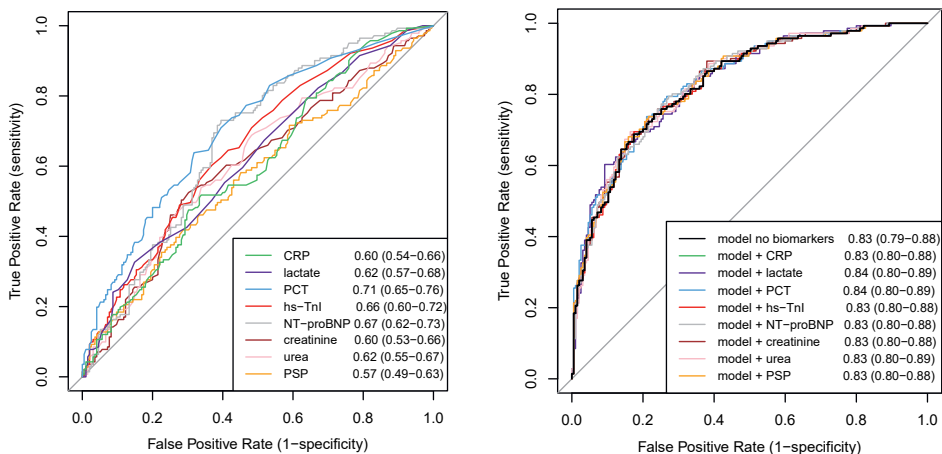 True Positive Rate (sensitivity)
1.0
0.8
0.6
0.4
0.2
0.0
CRP 0.60 (0.54−0.66)
lactate 0.62 (0.57−0.68)
PCT 0.71 (0.65−0.76)
hs−TnI 0.66 (0.60−0.72)
NT−proBNP 0.67 (0.62−0.73)
creatinine 0.60 (0.53−0.66)
urea 0.62 (0.55−0.67)
PSP 0.57 (0.49−0.63)
0.0 0.2 0.4 0.6 0.8 1.0
False Positive Rate (1−specificity)
True Positive Rate (sensitivity)
1.0
0.8
0.6
0.4
0.2
0.0
model no biomarkers 0.83 (0.79−0.88)
model + CRP 0.83 (0.80−0.88)
model + lactate 0.84 (0.80−0.89)
model + PCT 0.84 (0.80−0.89)
model + hs−TnI 0.83 (0.80−0.88)
model + NT−proBNP 0.83 (0.80−0.88)
model + creatinine 0.83 (0.80−0.88)
model + urea 0.83 (0.80−0.89)
model + PSP 0.83 (0.80−0.88)
0.0 0.2 0.4 0.6 0.8 1.0
False Positive Rate (1−specificity)